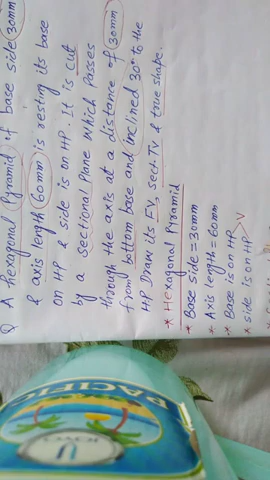 Q A hexagonal Pyramid of base side 30mm
& axis length 60mm is resting its base
on HP & side is on HP. It is cut
by a sectional Plane which passes
through the axis at a distance of 30mm
from bottom base and inclined 30° to the
HP Draw its FV, sect. TV & true shape.
* Hexagonal Pyramid
* Base side = 30mm
* Axis length = 60mm
* Base is on HP
* side is on HP > V
PACIFIC